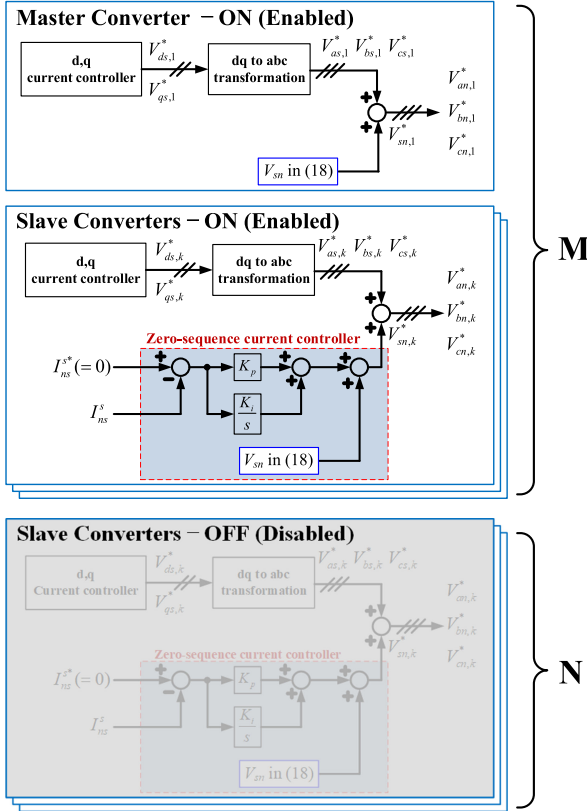 Master Converter – ON (Enabled)
d,q
current controller
V*ds,1
V*qs,1
dq to abc
transformation
V*as,1 V*bs,1 V*cs,1
+
+
V*sn,1
V*an,1
V*bn,1
V*cn,1
Vsn in (18)
M
Slave Converters – ON (Enabled)
d,q
current controller
V*ds,k
V*qs,k
dq to abc
transformation
V*as,k V*bs,k V*cs,k
+
+
V*sn,k
V*an,k
V*bn,k
V*cn,k
Zero-sequence current controller
Is*ns(= 0)
+
−
Kp
+
+
+
+
Isns
Ki
s
Vsn in (18)
Slave Converters – OFF (Disabled)
d,q
Current controller
V*ds,k
V*qs,k
dq to abc
transformation
V*as,k V*bs,k V*cs,k
+
+
V*sn,k
V*an,k
V*bn,k
V*cn,k
N
Zero-sequence current controller
Is*ns(= 0)
+
−
Kp
+
+
+
+
Isns
Ki
s
Vsn in (18)